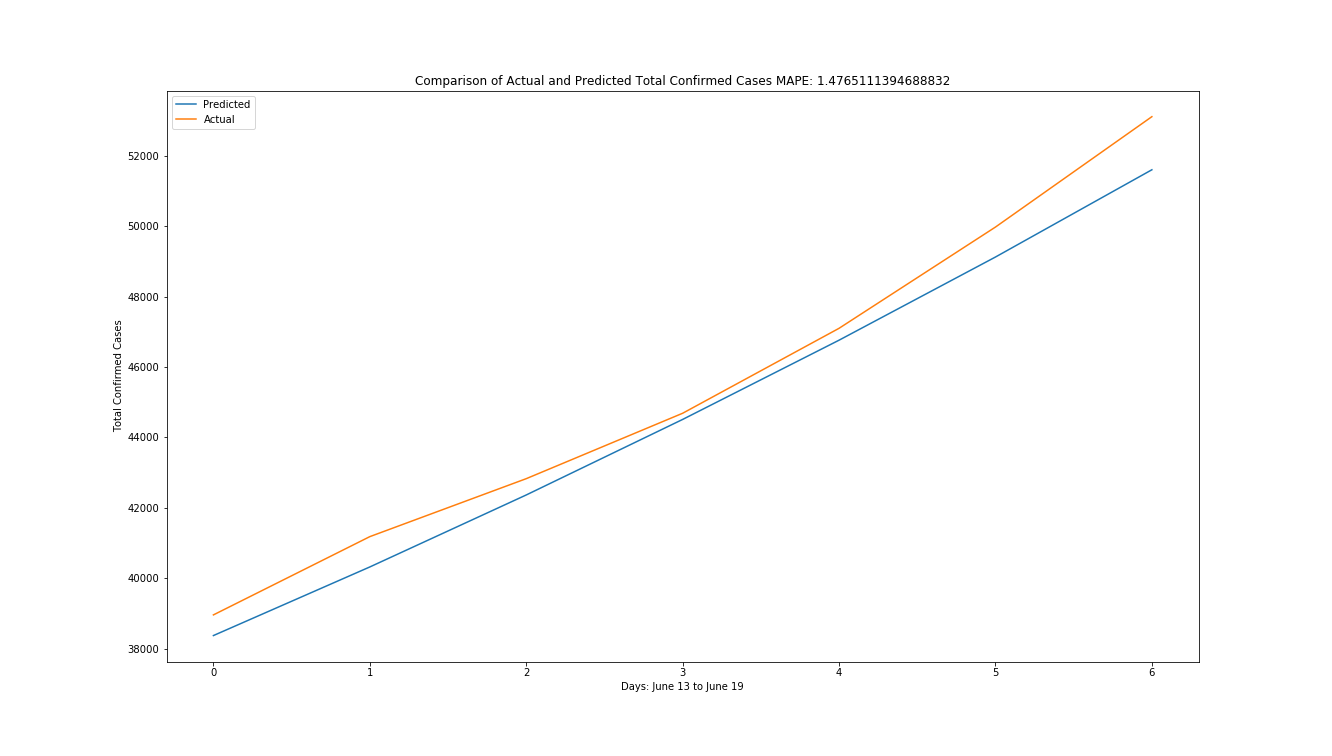 Comparison of Actual and Predicted Total Confirmed Cases MAPE: 1.4765111394688832
Predicted
Actual
52000
50000
48000
46000
44000
42000
40000
38000
Total Confirmed Cases
0 1 2 3 4 5 6
Days: June 13 to June 19